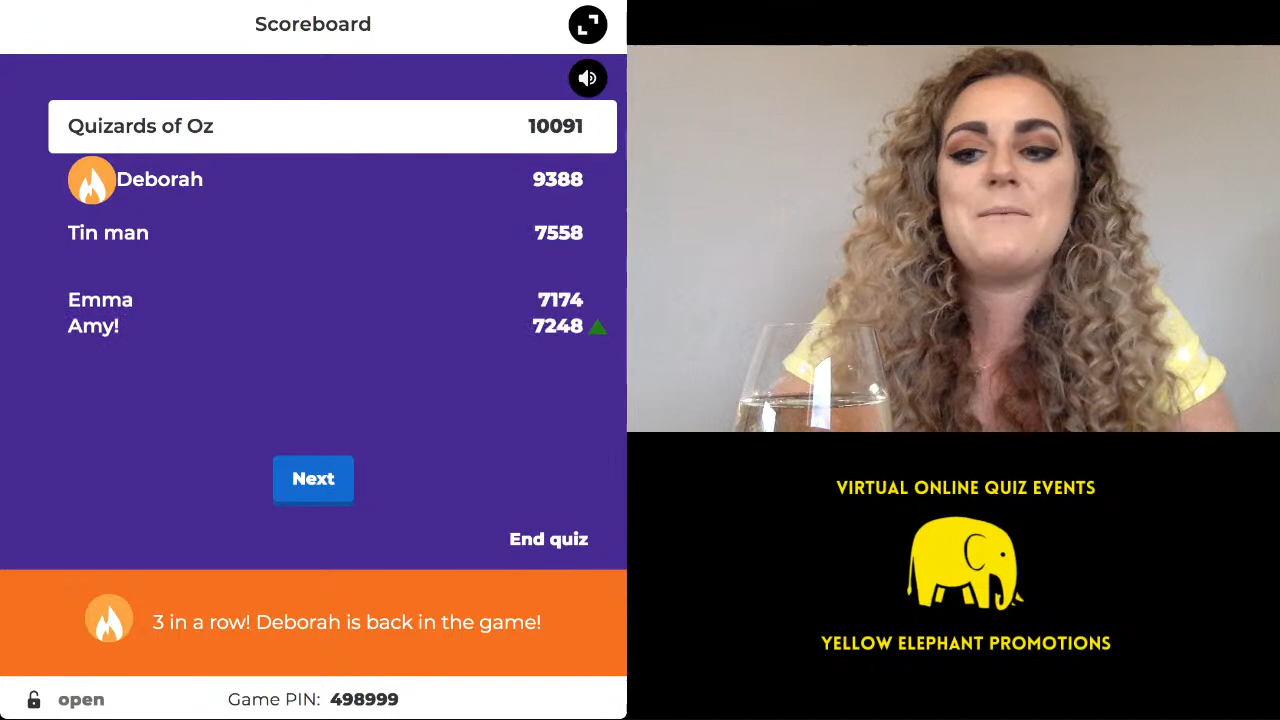 Scoreboard
Quizards of Oz 10091
Deborah 9388
Tin man 7558
Emma 7174
Amy! 7248
Next
End quiz
3 in a row! Deborah is back in the game!
open Game PIN: 498999
VIRTUAL ONLINE QUIZ EVENTS
YELLOW ELEPHANT PROMOTIONS